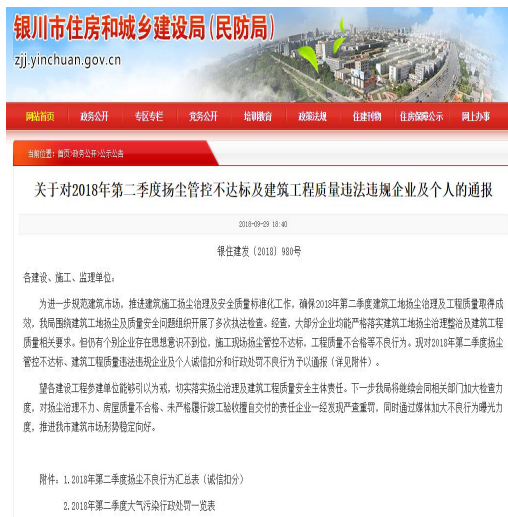 银川市住房和城乡建设局(民防局)
zjj.yinchuan.gov.cn
网站首页 政务公开 专区专栏 党务公开 培训教育 政策法规 住建刊物 住房保障公示 网上办事
当前位置：首页>政务公开>公示公告
关于对2018年第二季度扬尘管控不达标及建筑工程质量违法违规企业及个人的通报
2018-09-29 18:40
银住建发〔2018〕980号
各建设、施工、监理单位：
为进一步规范建筑市场，推进建筑施工扬尘治理及安全质量标准化工作，确保2018年第二季度建筑工地扬尘治理及工程质量取得成
效，我局围绕建筑工地扬尘及质量安全问题组织开展了多次执法检查。经查，大部分企业均能严格落实建筑工地扬尘治理整治及建筑工程
质量相关要求。但仍有个别企业存在思想意识不到位，施工现场扬尘管控不达标，工程质量不合格等不良行为。现对2018年第二季度扬尘
管控不达标、建筑工程质量违法违规企业及个人诚信扣分和行政处罚不良行为予以通报（详见附件）。
望各建设工程参建单位能够引以为戒，切实落实扬尘治理及建筑工程质量安全主体责任。下一步我局将继续会同相关部门加大检查力
度，对扬尘治理不力、房屋质量不合格、未严格履行竣工验收擅自交付的责任企业一经发现严查重罚，同时通过媒体加大不良行为曝光力
度，推进我市建筑市场形势稳定向好。
附件：1.2018年第二季度扬尘不良行为汇总表（诚信扣分）
2.2018年第二季度大气污染行政处罚一览表